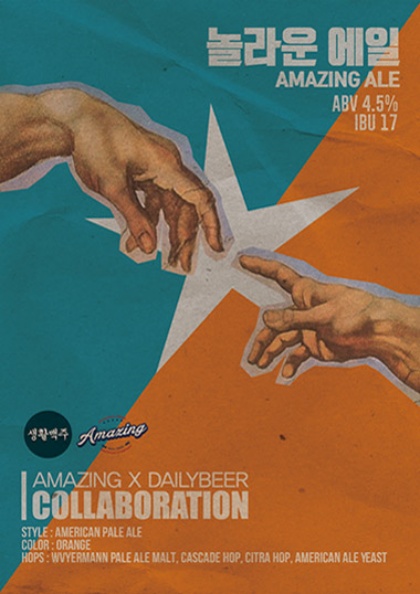 놀라운 에일
AMAZING ALE
ABV 4.5%
IBU 17
생활맥주
Amazing
AMAZING X DAILYBEER
COLLABORATION
STYLE : AMERICAN PALE ALE
COLOR : ORANGE
HOPS : WVYERMANN PALE ALE MALT, CASCADE HOP, CITRA HOP, AMERICAN ALE YEAST